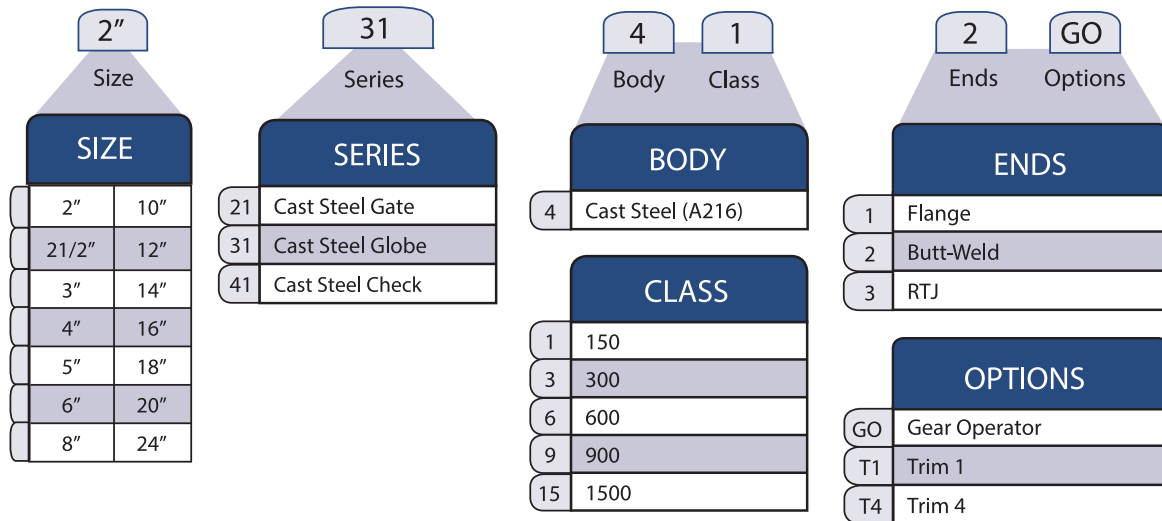 2″ 31 4 1 2 GO
Size Series Body Class Ends Options
SIZE
2″ 10″
21/2″ 12″
3″ 14″
4″ 16″
5″ 18″
6″ 20″
8″ 24″
SERIES
21 Cast Steel Gate
31 Cast Steel Globe
41 Cast Steel Check
BODY
4 Cast Steel (A216)
CLASS
1 150
3 300
6 600
9 900
15 1500
ENDS
1 Flange
2 Butt-Weld
3 RTJ
OPTIONS
GO Gear Operator
T1 Trim 1
T4 Trim 4